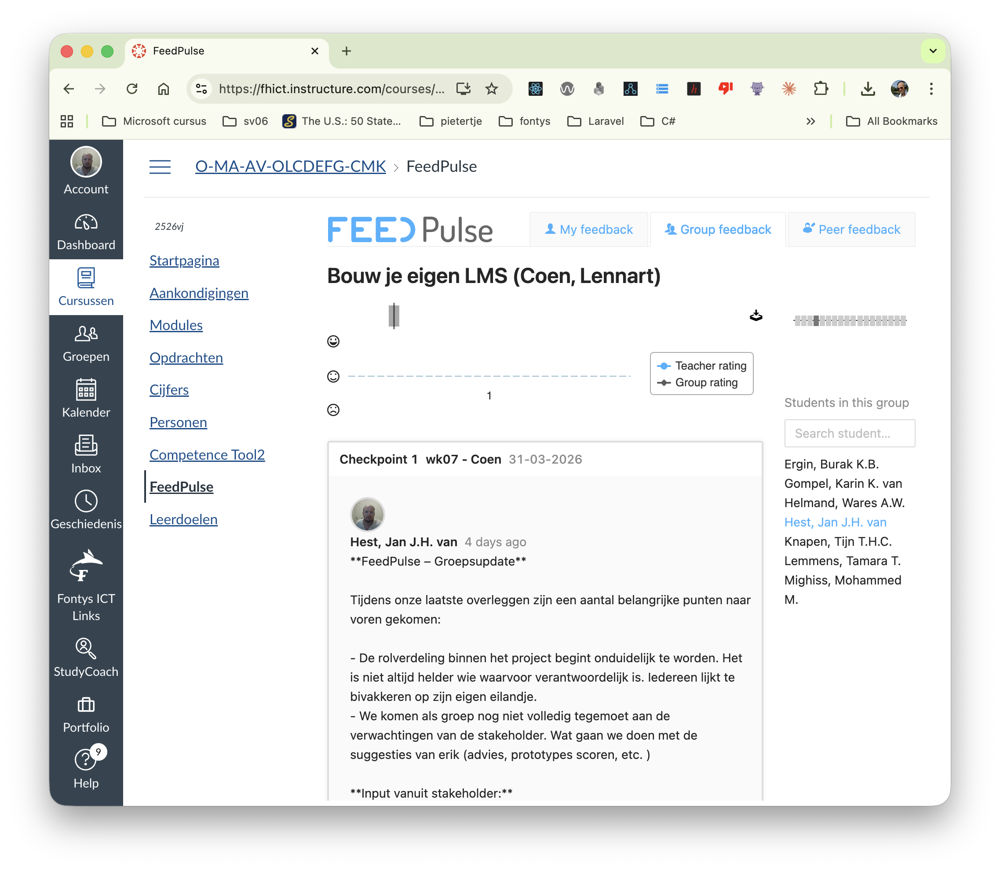 FeedPulse
https://fhict.instructure.com/courses/...
Microsoft cursus
sv06
The U.S.: 50 State...
pietertje
fontys
Laravel
C#
All Bookmarks
Account
Dashboard
Cursussen
Groepen
Kalender
Inbox
Geschiedenis
Fontys ICT
Links
StudyCoach
Portfolio
9
Help
O-MA-AV-OLCDEFG-CMK > FeedPulse
2526vj
Startpagina
Aankondigingen
Modules
Opdrachten
Cijfers
Personen
Competence Tool2
FeedPulse
Leerdoelen
FEED Pulse
My feedback
Group feedback
Peer feedback
Bouw je eigen LMS (Coen, Lennart)
Teacher rating
Group rating
1
Checkpoint 1 wk07 - Coen 31-03-2026
Hest, Jan J.H. van 4 days ago
**FeedPulse – Groepsupdate**
Tijdens onze laatste overleggen zijn een aantal belangrijke punten naar
voren gekomen:
- De rolverdeling binnen het project begint onduidelijk te worden. Het
is niet altijd helder wie waarvoor verantwoordelijk is. Iedereen lijkt te
bivakkeren op zijn eigen eilandje.
- We komen als groep nog niet volledig tegemoet aan de
verwachtingen van de stakeholder. Wat gaan we doen met de
suggesties van erik (advies, prototypes scoren, etc. )
**Input vanuit stakeholder:**
Students in this group
Search student...
Ergin, Burak K.B.
Gompel, Karin K. van
Helmand, Wares A.W.
Hest, Jan J.H. van
Knapen, Tijn T.H.C.
Lemmens, Tamara T.
Mighiss, Mohammed
M.